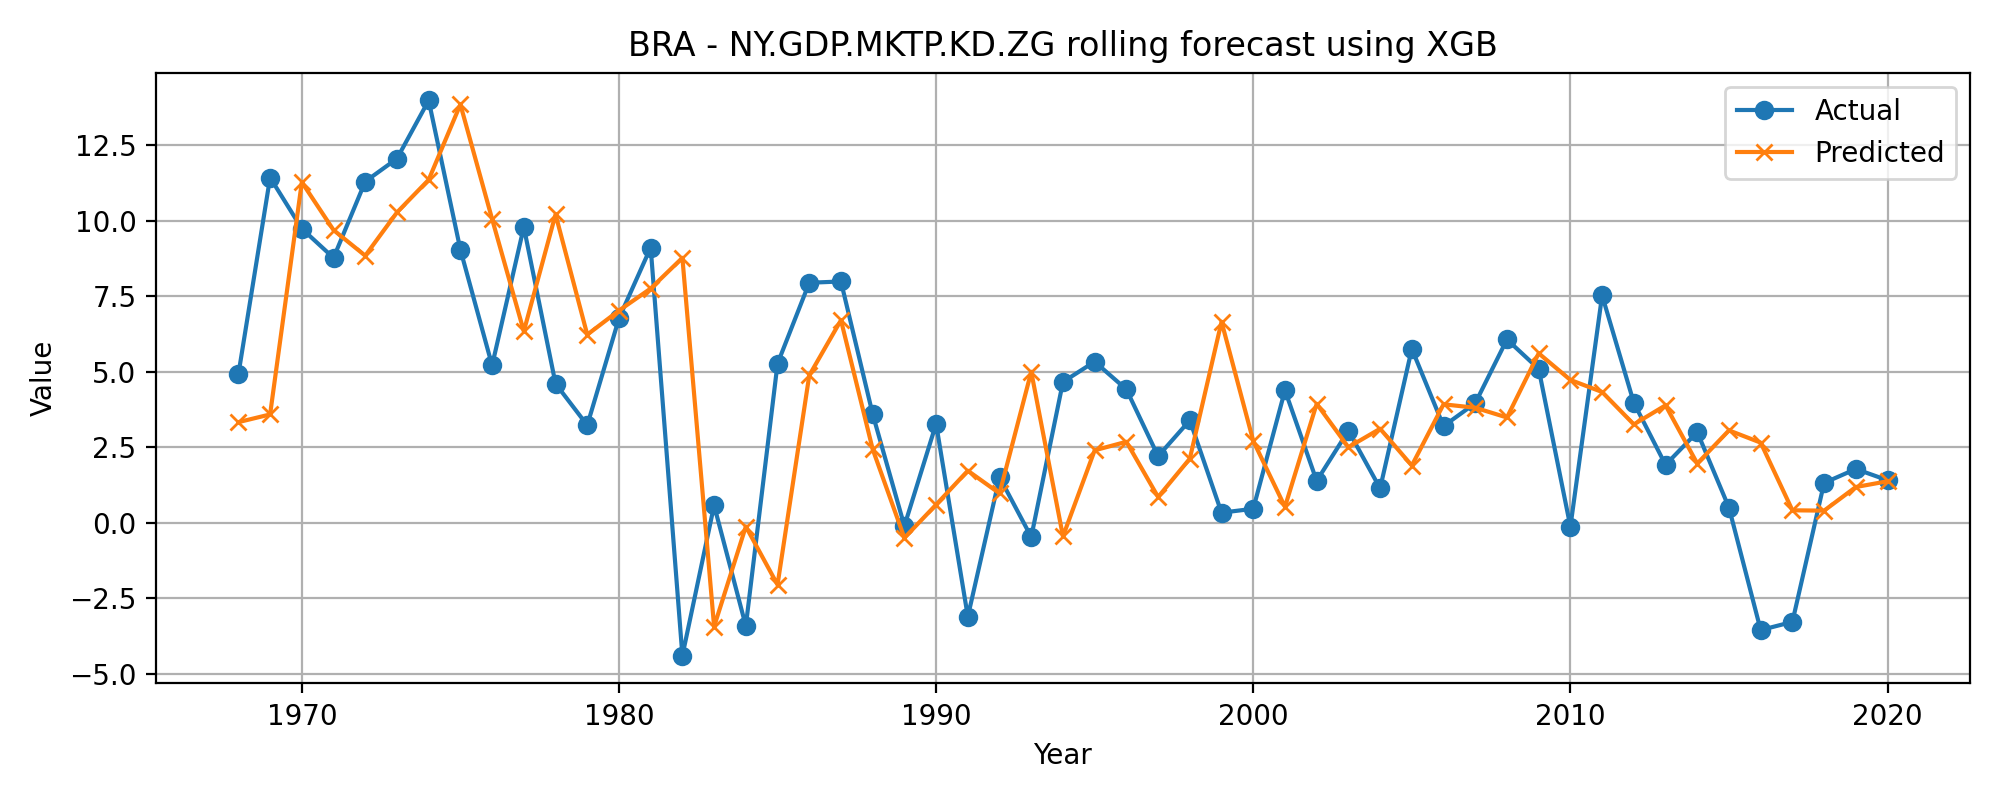 BRA - NY.GDP.MKTP.KD.ZG rolling forecast using XGB
Actual
Predicted
12.5
10.0
7.5
5.0
2.5
0.0
−2.5
−5.0
Value
1970
1980
1990
2000
2010
2020
Year